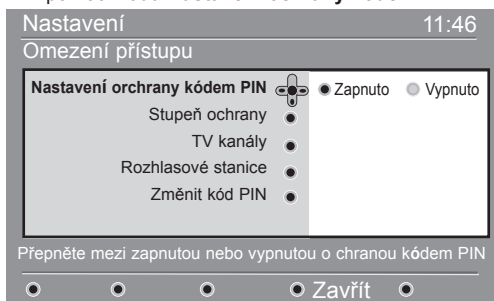 Nastavení 11:46
Omezení přístupu
Nastavení orchrany kódem PIN Zapnuto Vypnuto
Stupeň ochrany
TV kanály
Rozhlasové stanice
Změnit kód PIN
Přepněte mezi zapnutou nebo vypnutou o chranou kódem PIN
Zavřít